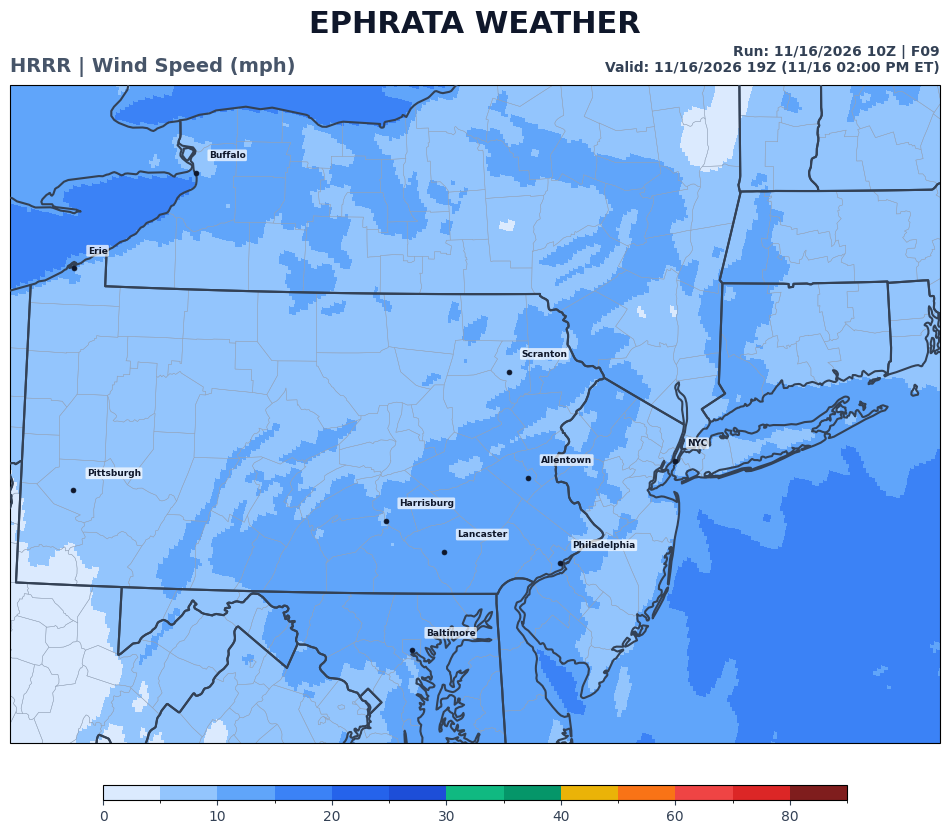 EPHRATA WEATHER
HRRR | Wind Speed (mph)
Run: 11/16/2026 10Z | F09
Valid: 11/16/2026 19Z (11/16 02:00 PM ET)
Buffalo
Erie
Scranton
NYC
Allentown
Pittsburgh
Harrisburg
Lancaster
Philadelphia
Baltimore
0 10 20 30 40 60 80